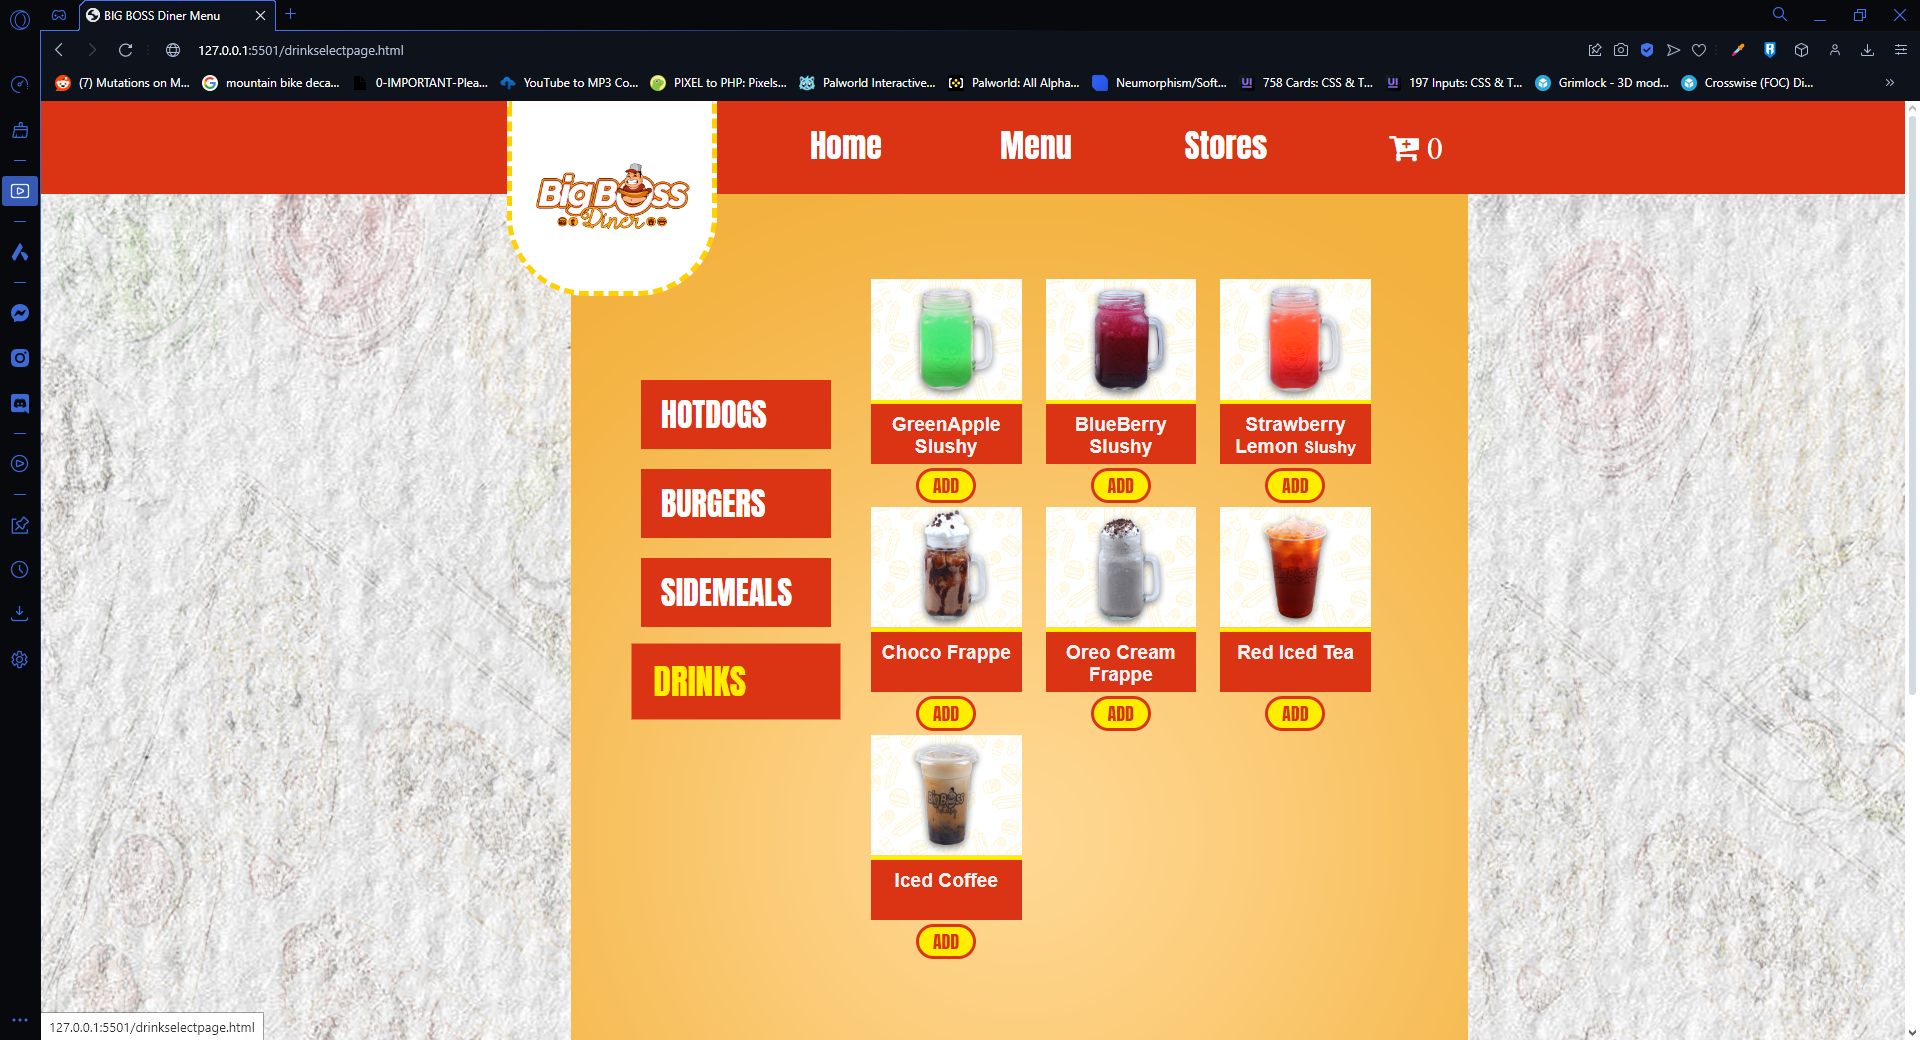 BIG BOSS Diner Menu
127.0.0.1:5501/drinkselectpage.html
(7) Mutations on M...
mountain bike deca...
0-IMPORTANT-Plea...
YouTube to MP3 Co...
PIXEL to PHP: Pixels...
Palworld Interactive...
Palworld: All Alpha...
Neumorphism/Soft...
UI 758 Cards: CSS & T...
UI 197 Inputs: CSS & T...
Grimlock - 3D mod...
Crosswise (FOC) Di...
Home
Menu
Stores
0
BigBoss
Diner
HOTDOGS
BURGERS
SIDEMEALS
DRINKS
GreenApple
Slushy
ADD
BlueBerry
Slushy
ADD
Strawberry
Lemon Slushy
ADD
Choco Frappe
ADD
Oreo Cream
Frappe
ADD
Red Iced Tea
ADD
BigBoss
Iced Coffee
ADD
127.0.0.1:5501/drinkselectpage.html